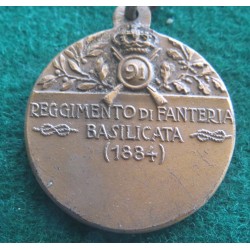 91
REGGIMENTO DI FANTERIA
BASILICATA
(1884)